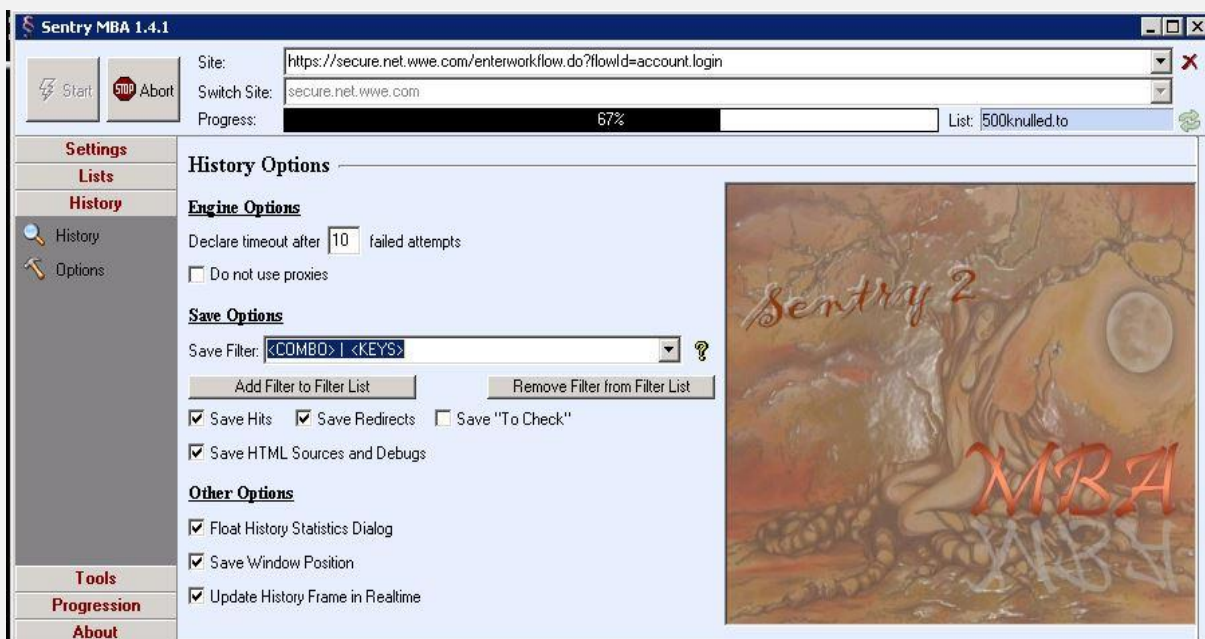 Sentry MBA 1.4.1
Start
Abort
STOP
Site:
https://secure.net.wwe.com/enterworkflow.do?flowId=account.login
Switch Site:
secure.net.wwe.com
Progress:
67%
List:
500knulled.to
Settings
Lists
History
History
Options
Tools
Progression
About
History Options
Engine Options
Declare timeout after 10 failed attempts
Do not use proxies
Save Options
Save Filter: <COMBO> | <KEYS>
Add Filter to Filter List
Remove Filter from Filter List
Save Hits
Save Redirects
Save "To Check"
Save HTML Sources and Debugs
Other Options
Float History Statistics Dialog
Save Window Position
Update History Frame in Realtime
Sentry 2
MBA
MBA